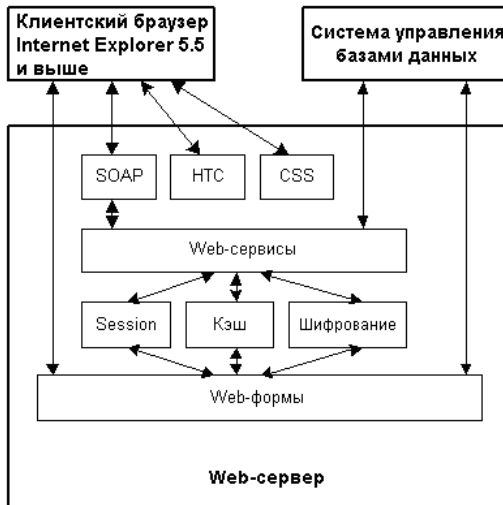 Клиентский браузер
Internet Explorer 5.5
и выше
Система управления
базами данных
SOAP
HTC
CSS
Web-сервисы
Session
Кэш
Шифрование
Web-формы
Web-сервер